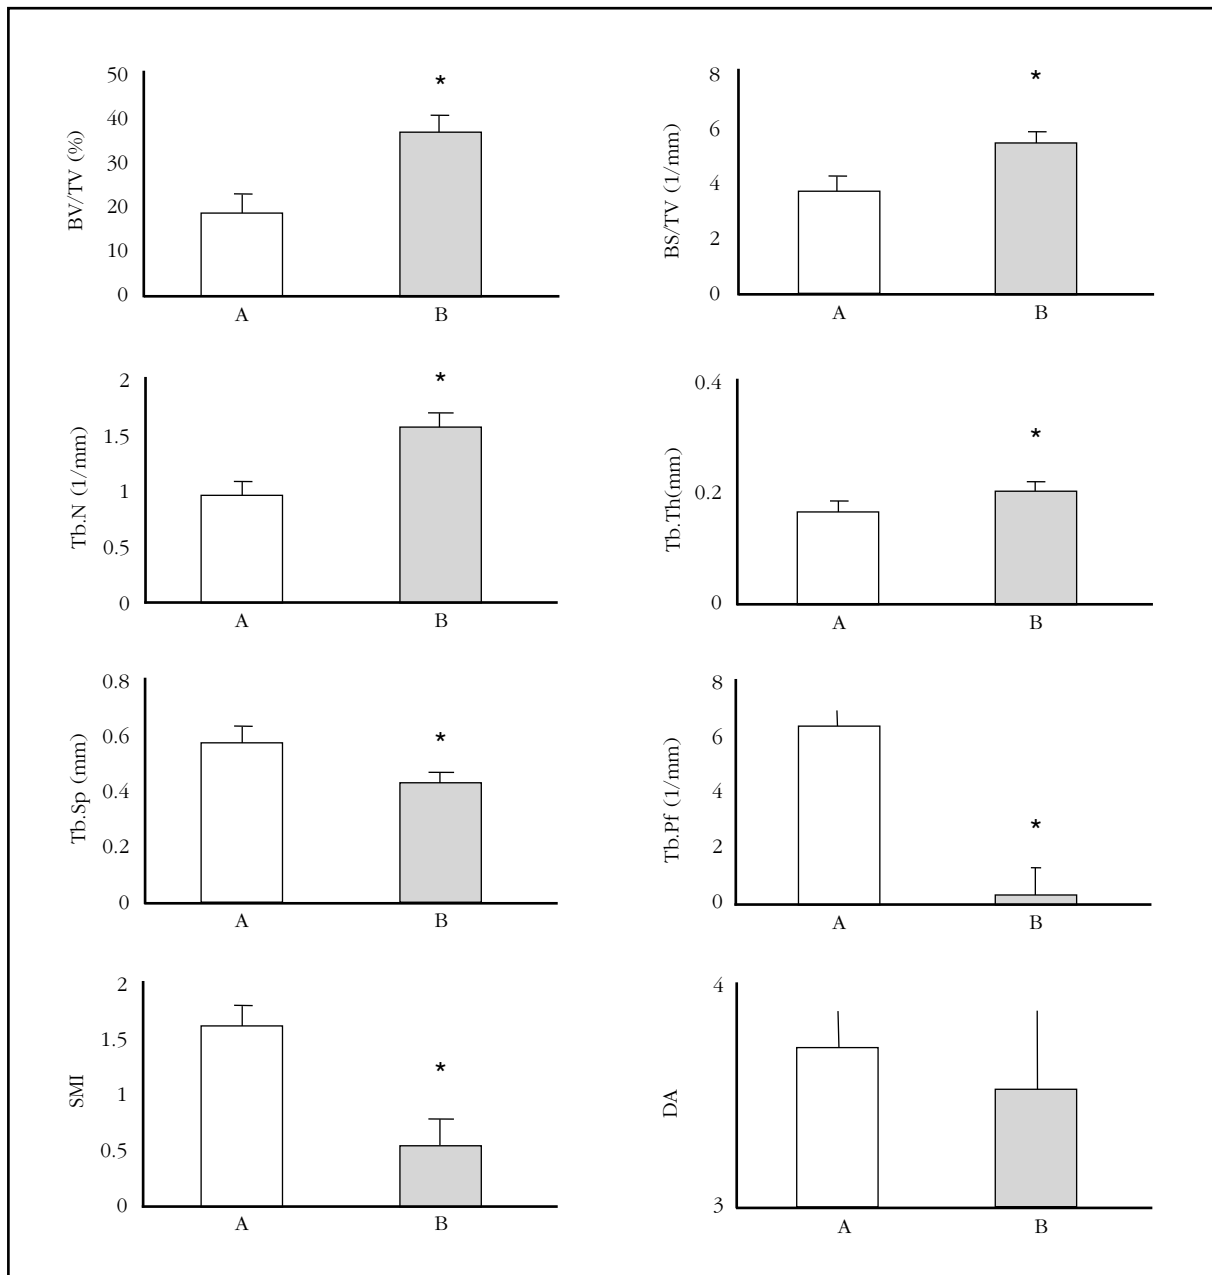 BV/TV (%)
50
40
30
20
10
0
*
A B
BS/TV (1/mm)
8
6
4
2
0
*
A B
Tb.N (1/mm)
2
1.5
1
0.5
0
*
A B
Tb.Th(mm)
0.4
0.2
0
*
A B
Tb.Sp (mm)
0.8
0.6
0.4
0.2
0
*
A B
Tb.Pf (1/mm)
8
6
4
2
0
*
A B
SMI
2
1.5
1
0.5
0
*
A B
DA
4
3
A B